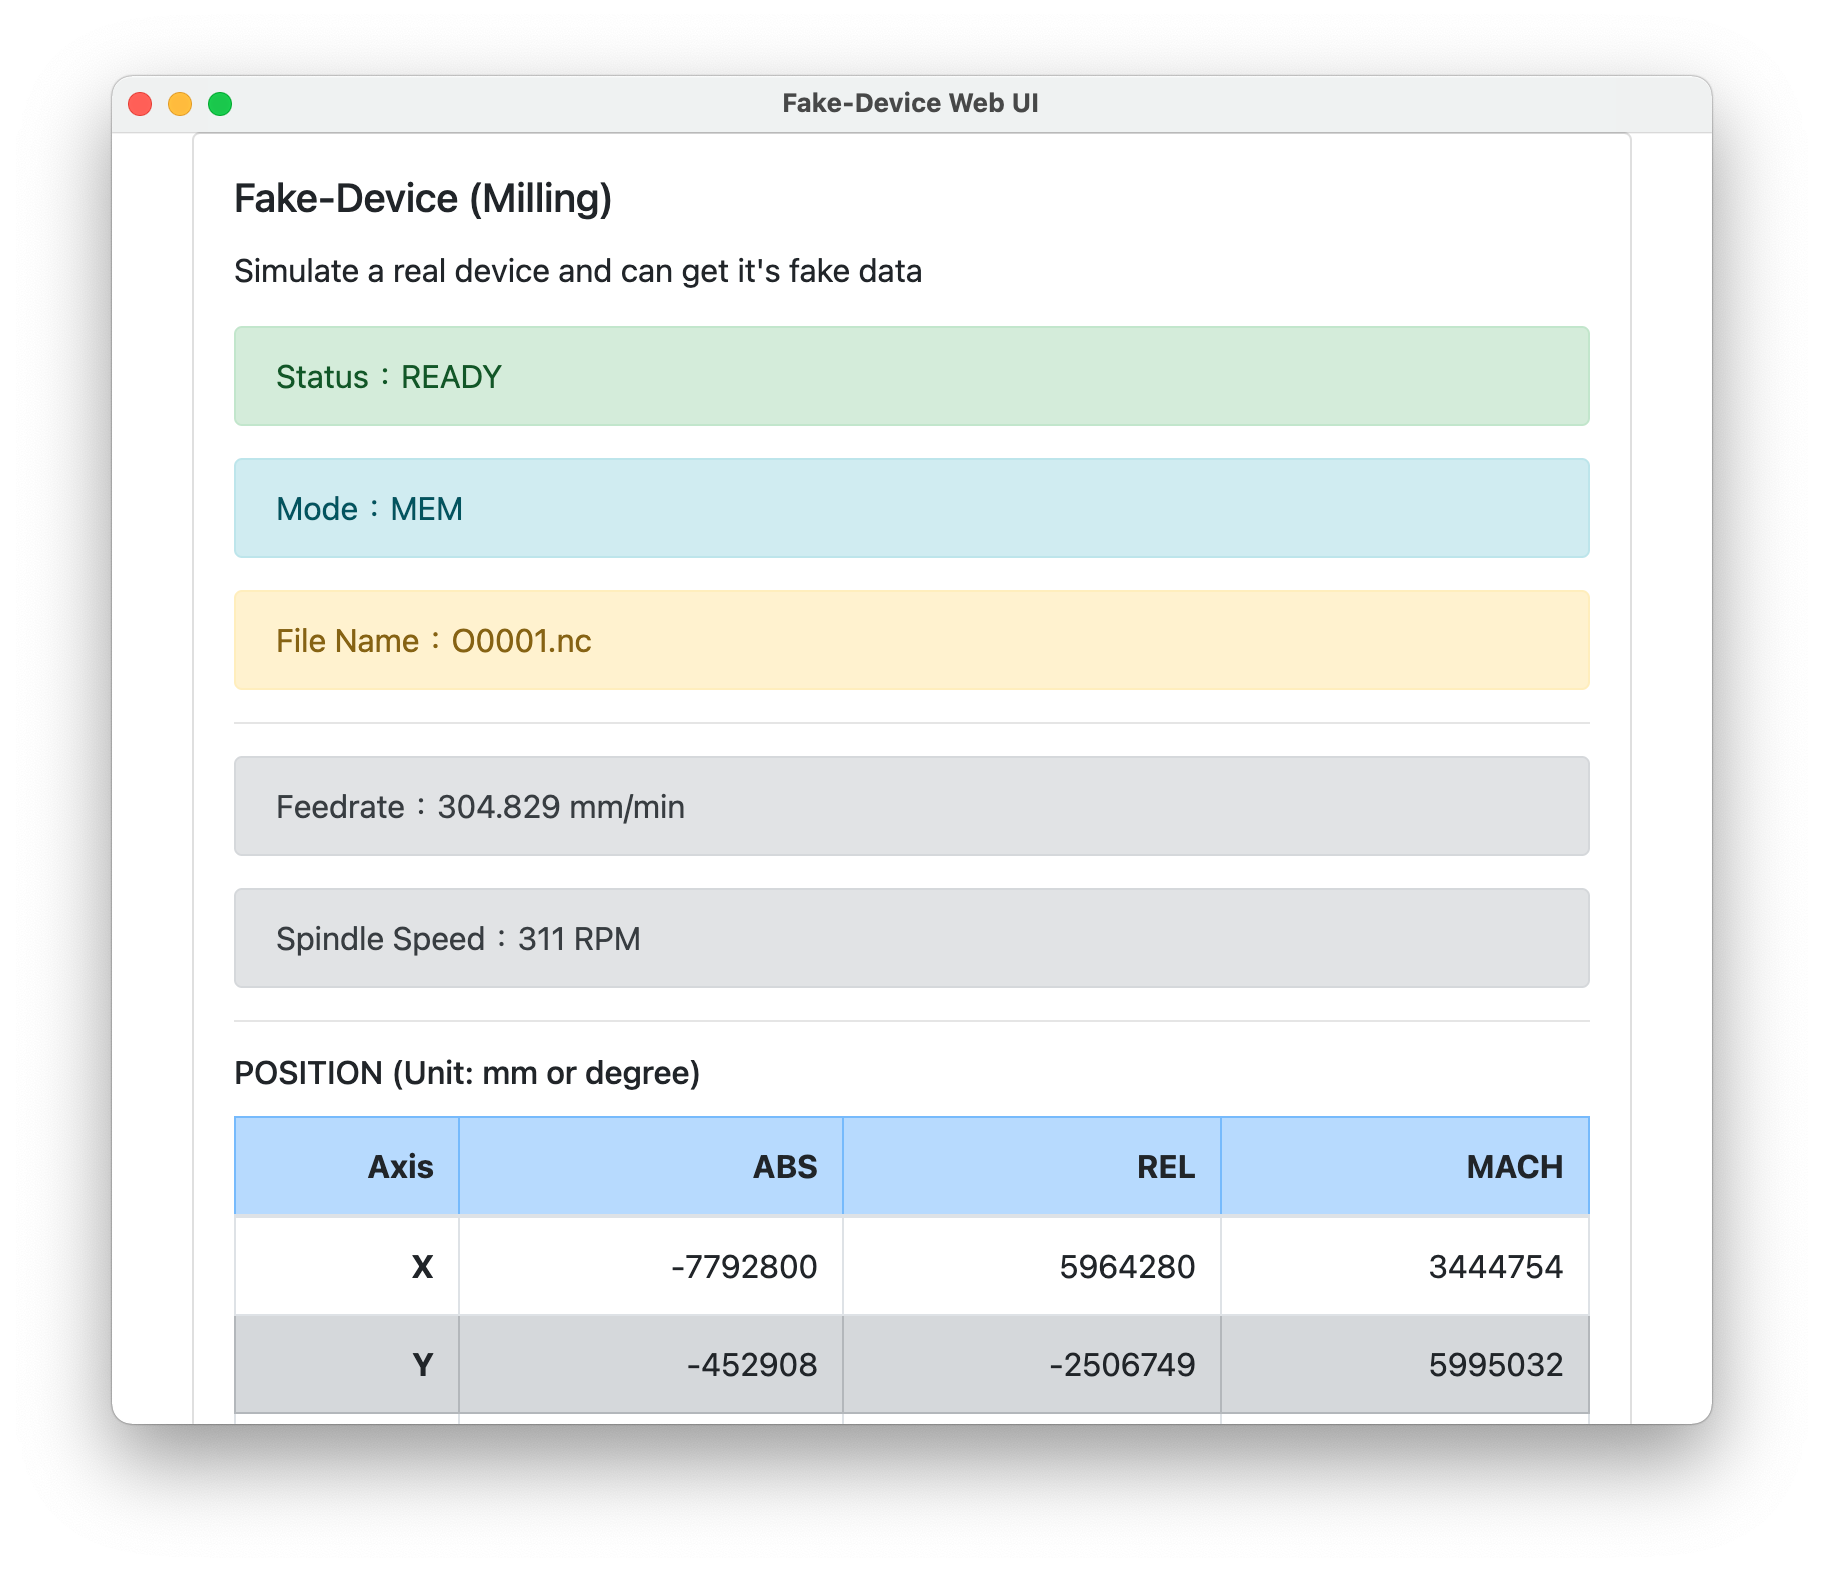 Fake-Device Web UI
Fake-Device (Milling)
Simulate a real device and can get it's fake data
Status：READY
Mode：MEM
File Name：O0001.nc
Feedrate：304.829 mm/min
Spindle Speed：311 RPM
POSITION (Unit: mm or degree)
Axis ABS REL MACH
X -7792800 5964280 3444754
Y -452908 -2506749 5995032